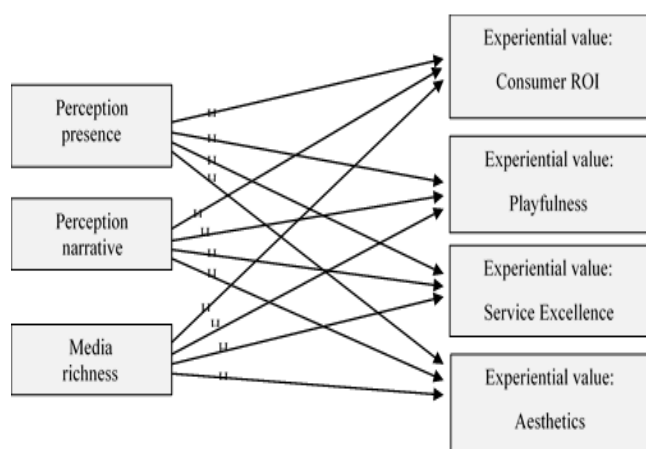 Perception
presence
Perception
narrative
Media
richness
Experiential value:
Consumer ROI
Experiential value:
Playfulness
Experiential value:
Service Excellence
Experiential value:
Aesthetics